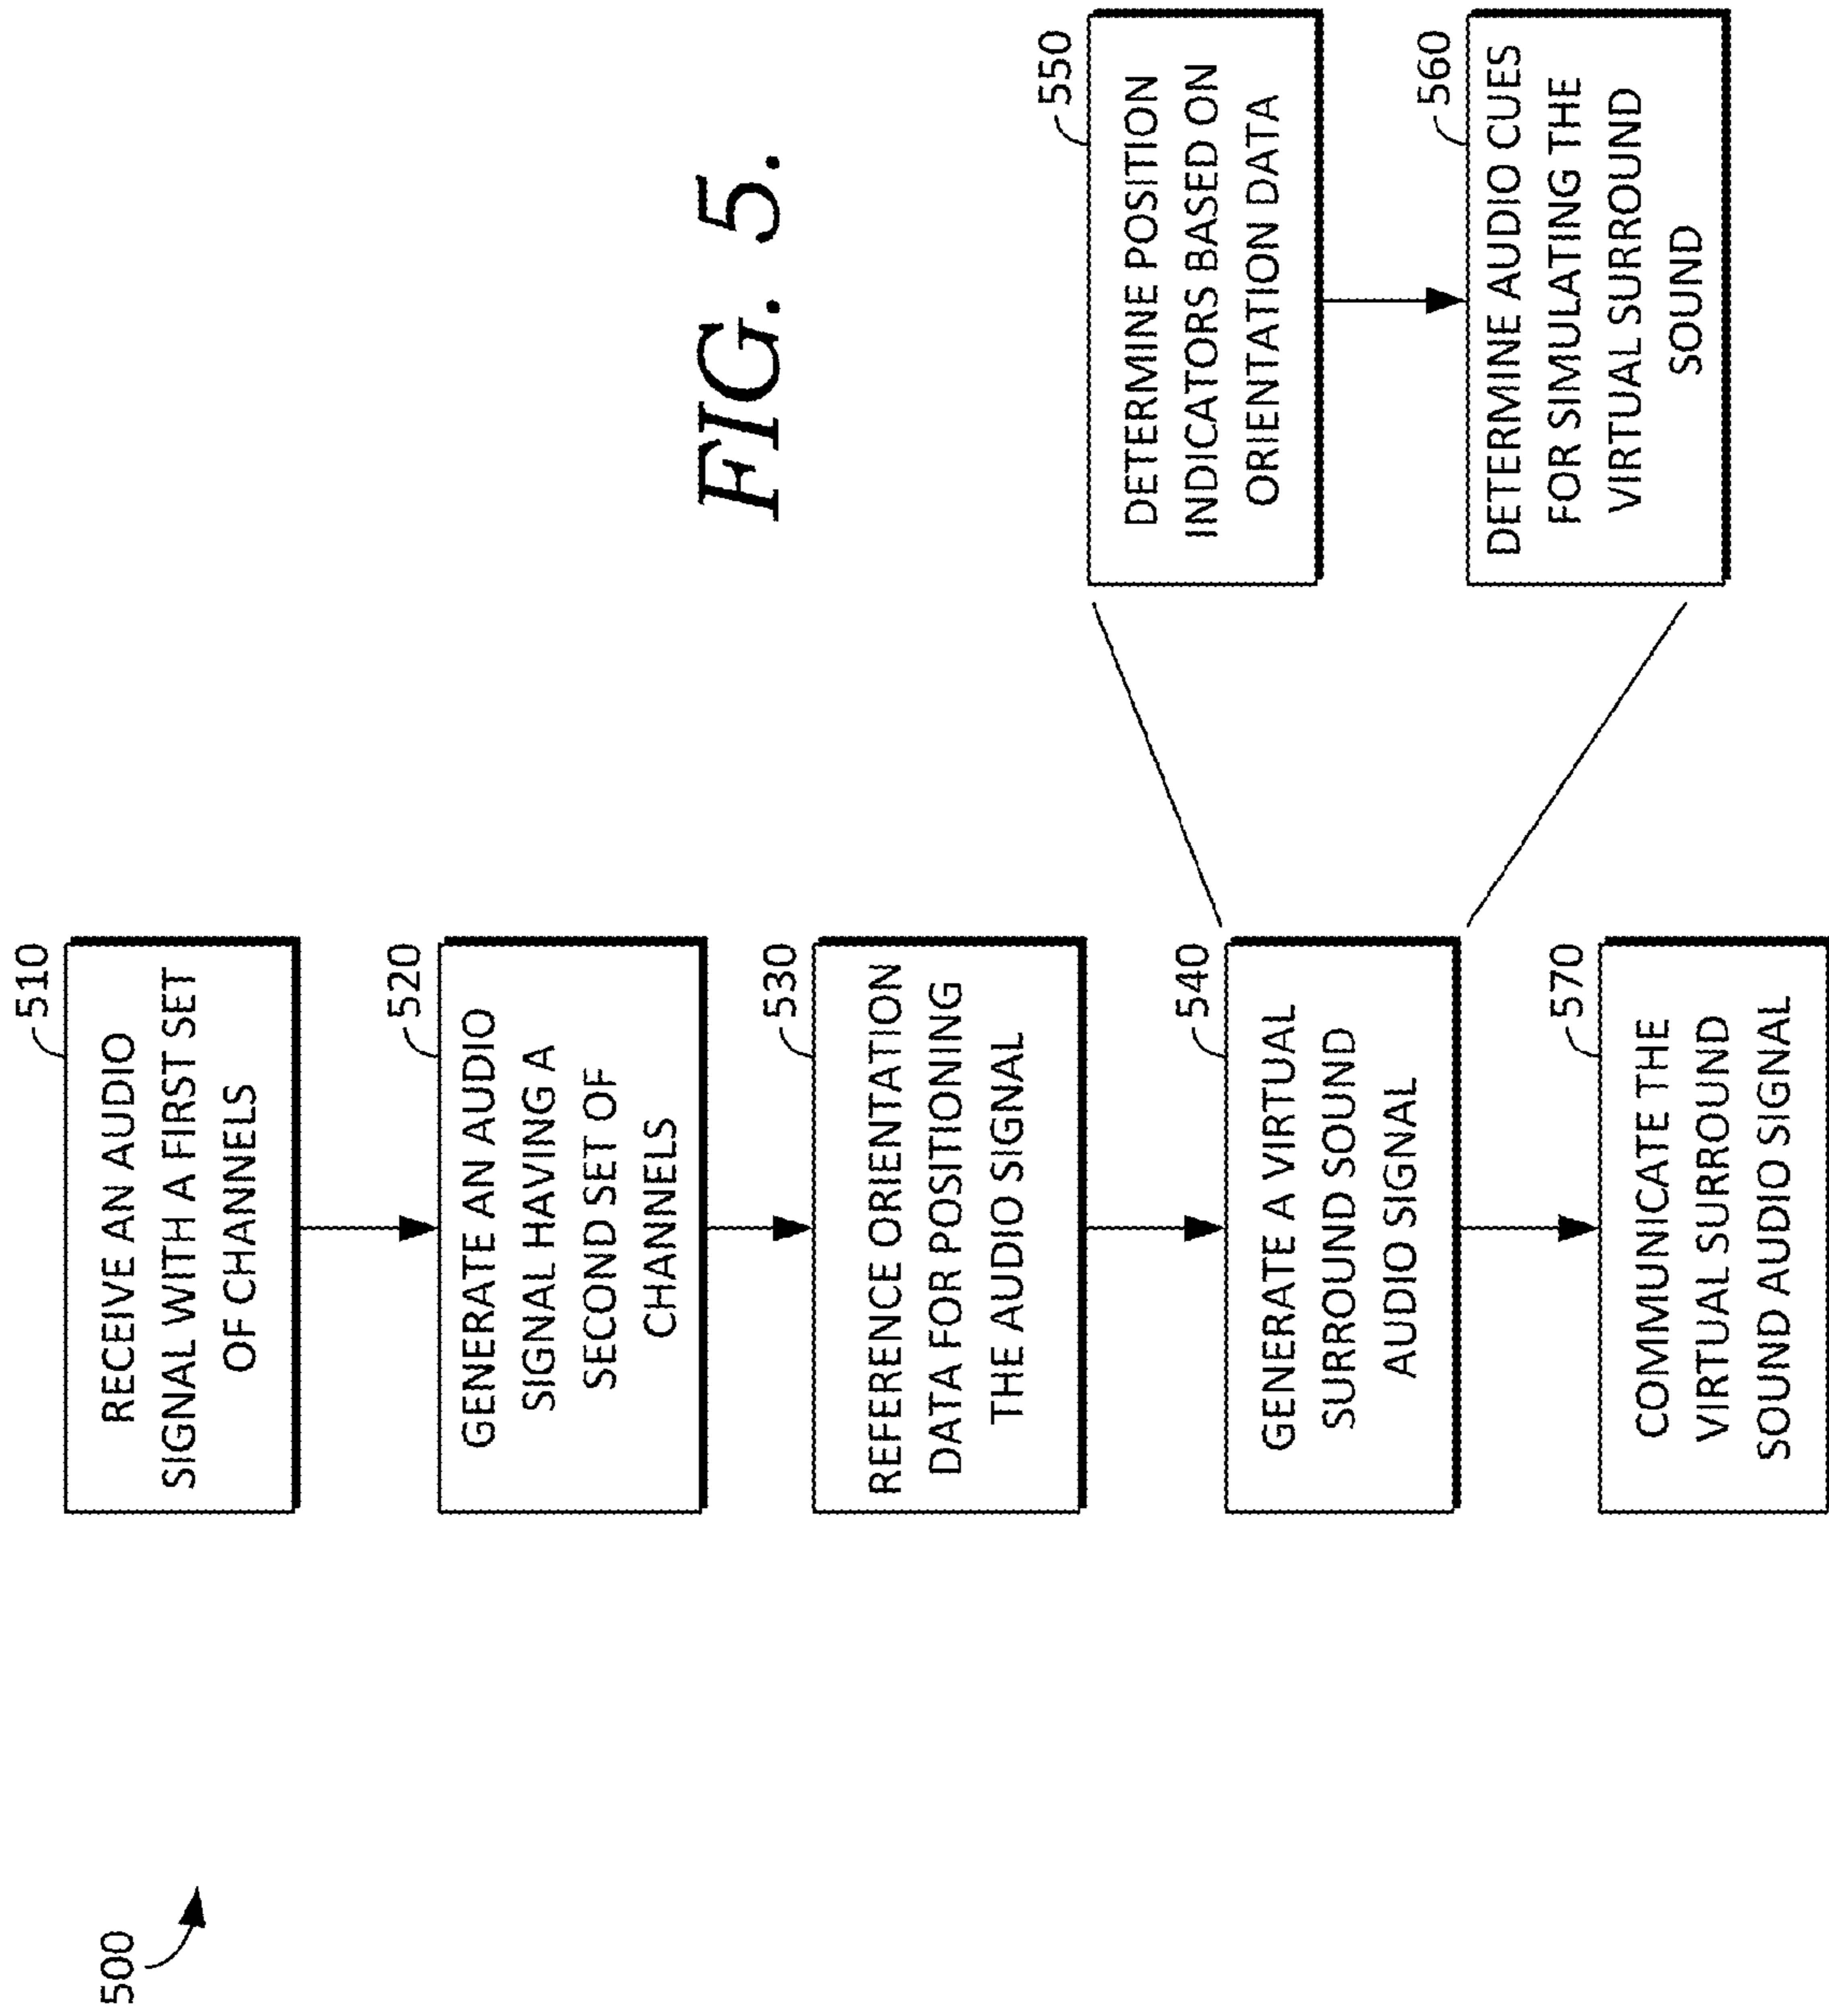 500
510
RECEIVE AN AUDIO
SIGNAL WITH A FIRST SET
OF CHANNELS
520
GENERATE AN AUDIO
SIGNAL HAVING A
SECOND SET OF
CHANNELS
530
REFERENCE ORIENTATION
DATA FOR POSITIONING
THE AUDIO SIGNAL
540
GENERATE A VIRTUAL
SURROUND SOUND
AUDIO SIGNAL
550
DETERMINE POSITION
INDICATORS BASED ON
ORIENTATION DATA
560
DETERMINE AUDIO CUES
FOR SIMULATING THE
VIRTUAL SURROUND
SOUND
570
COMMUNICATE THE
VIRTUAL SURROUND
SOUND AUDIO SIGNAL
FIG. 5.